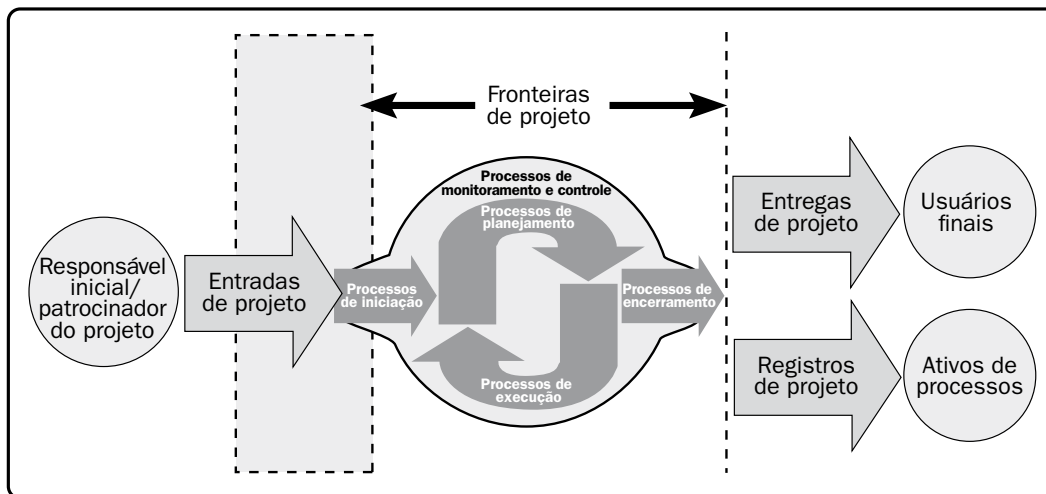 Fronteiras
de projeto
Processos de
monitoramento e controle
Processos de
planejamento
Responsável
inicial/
patrocinador
do projeto
Entradas
de projeto
Processos
de iniciação
Processos de
encerramento
Processos de
execução
Entregas
de projeto
Usuários
finais
Registros
de projeto
Ativos de
processos